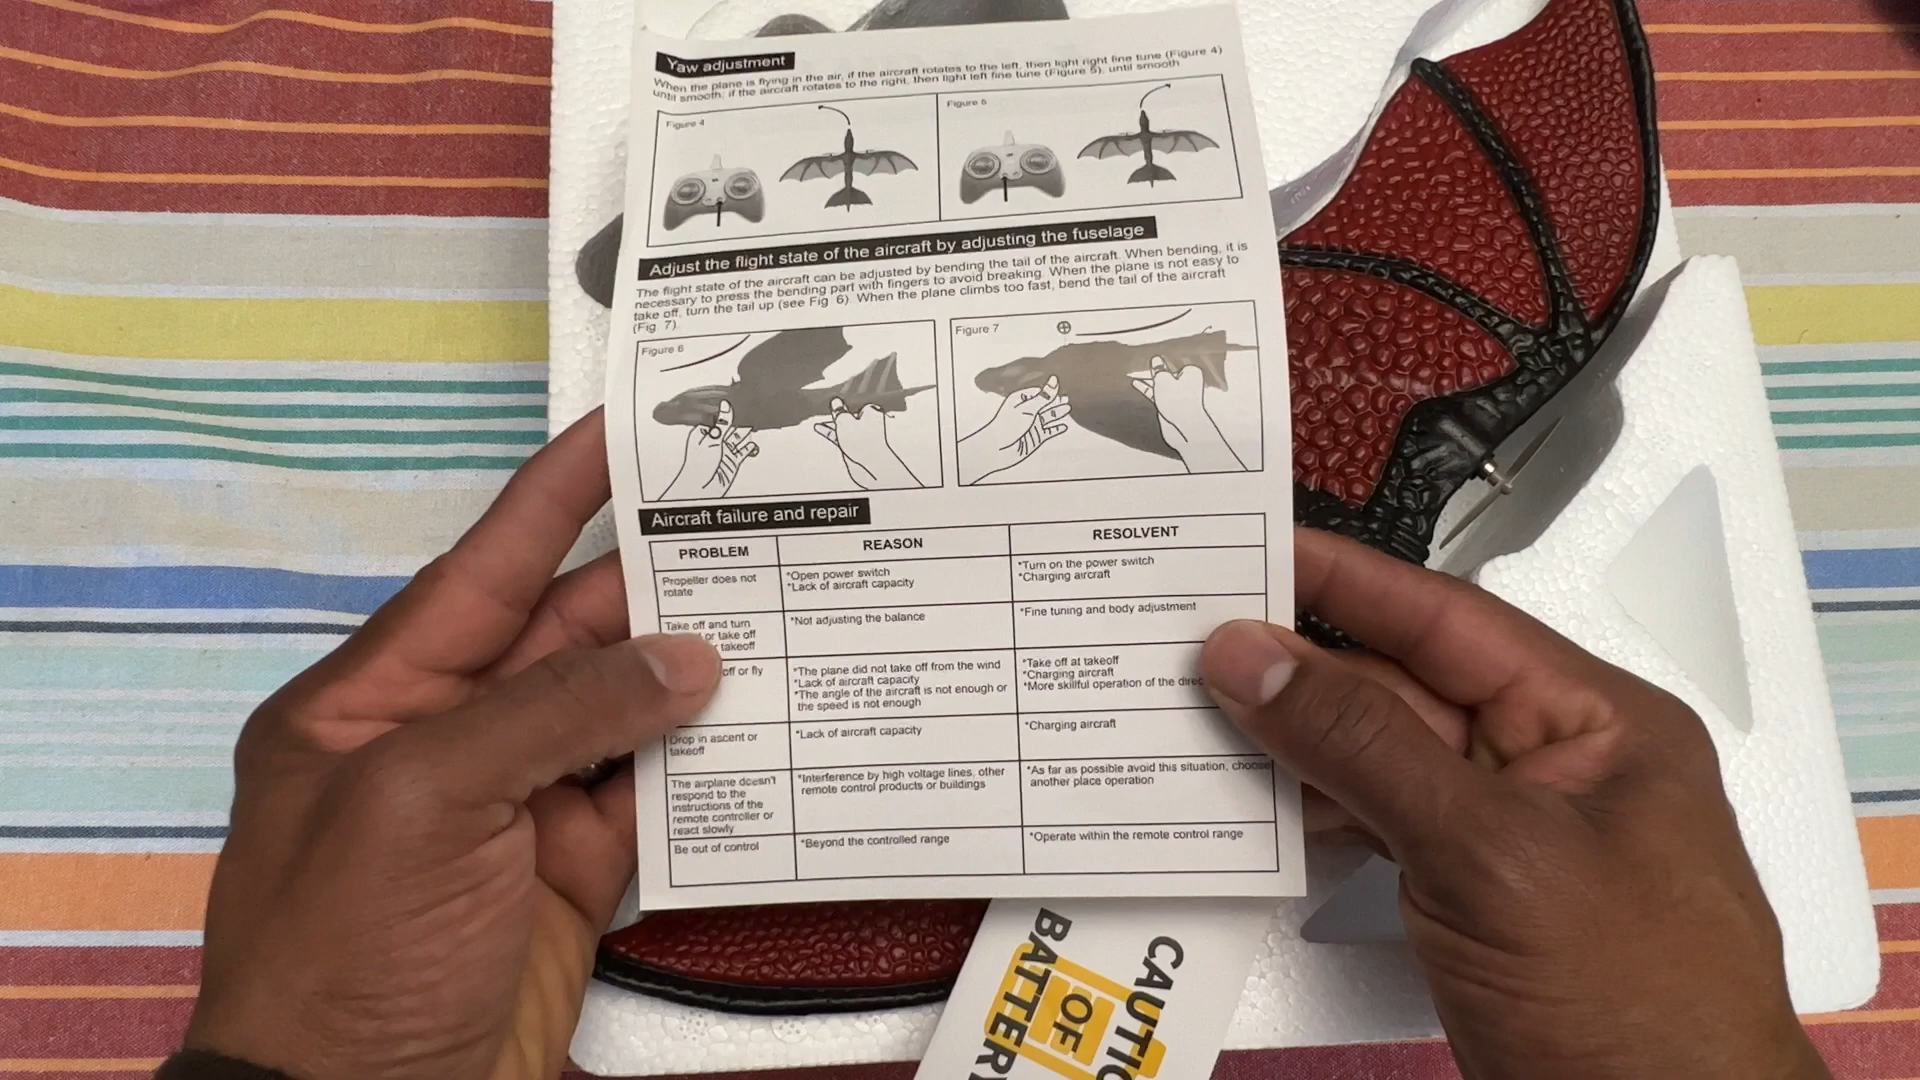 Yaw adjustment
When the plane is flying in the air, if the aircraft rotates to the left, then light right fine tune (Figure 4)
until smooth; if the aircraft rotates to the right, then light left fine tune (Figure 5), until smooth
Figure 4
Figure 5
Adjust the flight state of the aircraft by adjusting the fuselage
The flight state of the aircraft can be adjusted by bending the tail of the aircraft. When bending, it is
necessary to press the bending part with fingers to avoid breaking. When the plane is not easy to
take off, turn the tail up (see Fig. 6). When the plane climbs too fast, bend the tail of the aircraft
(Fig. 7).
Figure 6
Figure 7
Aircraft failure and repair
PROBLEM
REASON
RESOLVENT
Propeller does not
rotate
*Open power switch
*Lack of aircraft capacity
*Turn on the power switch
*Charging aircraft
Take off and turn
or take off
takeoff
*Not adjusting the balance
*Fine tuning and body adjustment
off or fly
*The plane did not take off from the wind
*Lack of aircraft capacity
*The angle of the aircraft is not enough or
the speed is not enough
*Take off at takeoff
*Charging aircraft
*More skillful operation of the
Drop in ascent or
takeoff
*Lack of aircraft capacity
*Charging aircraft
The airplane doesn't
respond to the
instructions of the
remote controller or
react slowly
*Interference by high voltage lines, other
remote control products or buildings
*As far as possible avoid this situation, choose
another place operation
Be out of control
*Beyond the controlled range
*Operate within the remote control range
CAUTIO
OF
BATTER